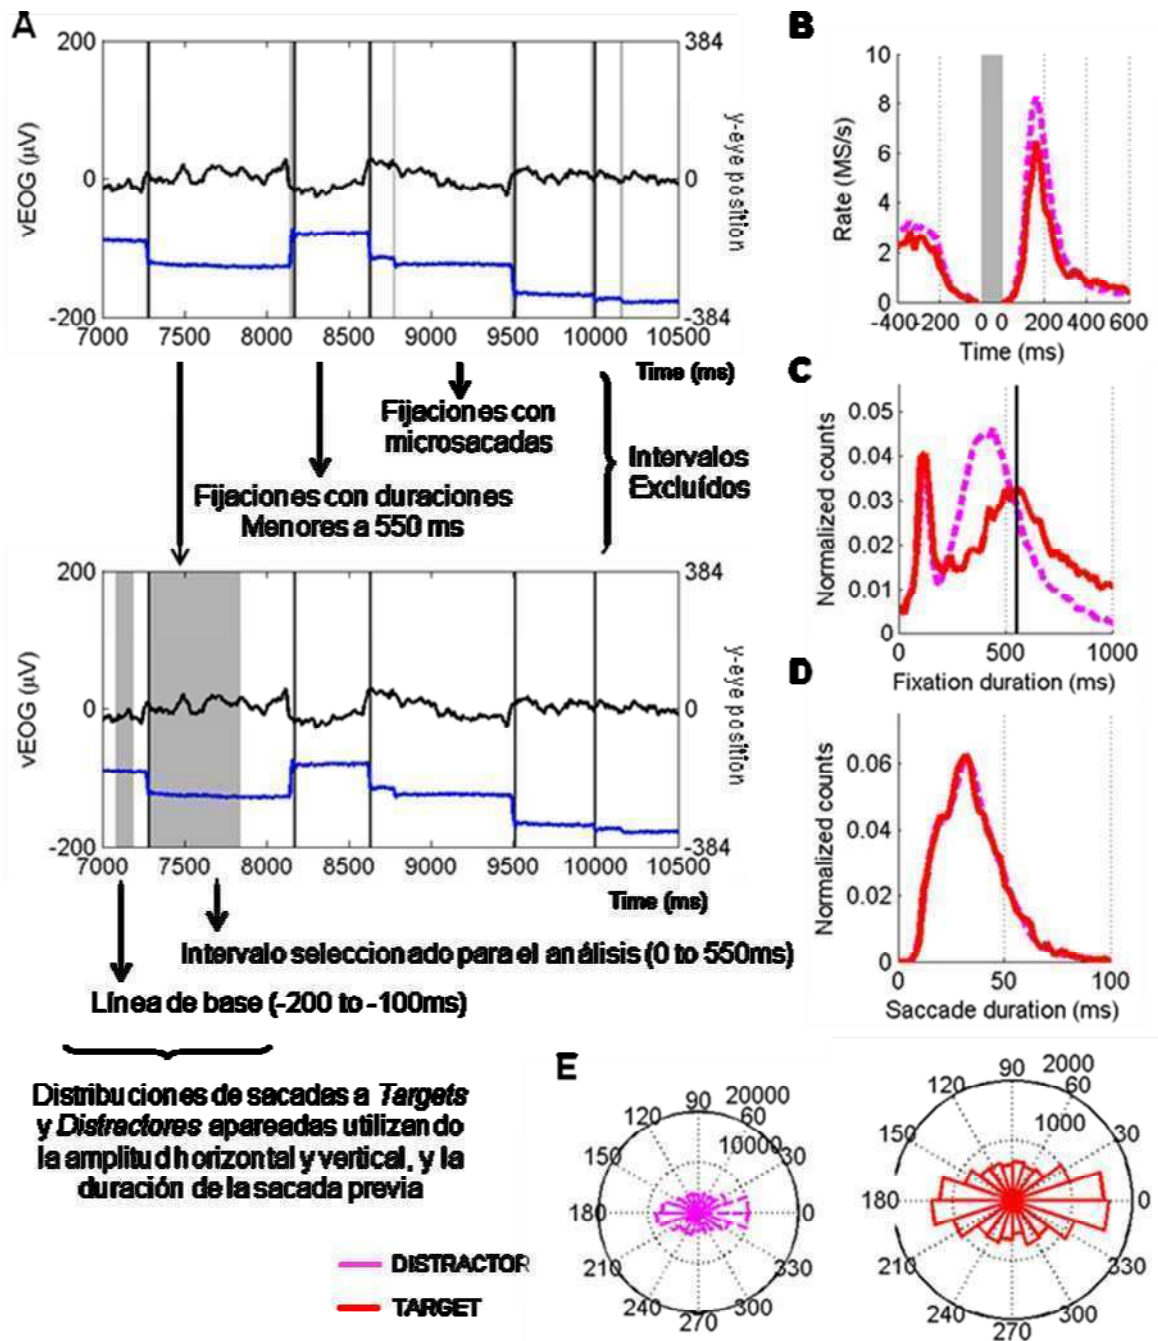 A
200
384
vEOG (µV)
0
0
y-eye position
-200
-384
7000 7500 8000 8500 9000 9500 10000 10500
Time (ms)
Fijaciones con
microsacadas
Fijaciones con duraciones
Menores a 550 ms
Intervalos
Excluídos
200
384
vEOG (µV)
0
0
y-eye position
-200
-384
7000 7500 8000 8500 9000 9500 10000 10500
Time (ms)
Intervalo seleccionado para el análisis (0 to 550ms)
Línea de base (-200 to -100ms)
Distribuciones de sacadas a Targets
y Distractores apareadas utilizando
la amplitud horizontal y vertical, y la
duración de la sacada previa
DISTRACTOR
TARGET
B
10
8
6
4
2
0
Rate (MS/s)
-400 -200 0 0 200 400 600
Time (ms)
C
0.05
0.04
0.03
0.02
0.01
0
Normalized counts
0 500 1000
Fixation duration (ms)
D
0.06
0.04
0.02
0
Normalized counts
0 50 100
Saccade duration (ms)
E
90 20000
120 60
10000
150 30
180 0
210 330
240 300
270
90 2000
120 60
1000
150 30
180 0
210 330
240 300
270